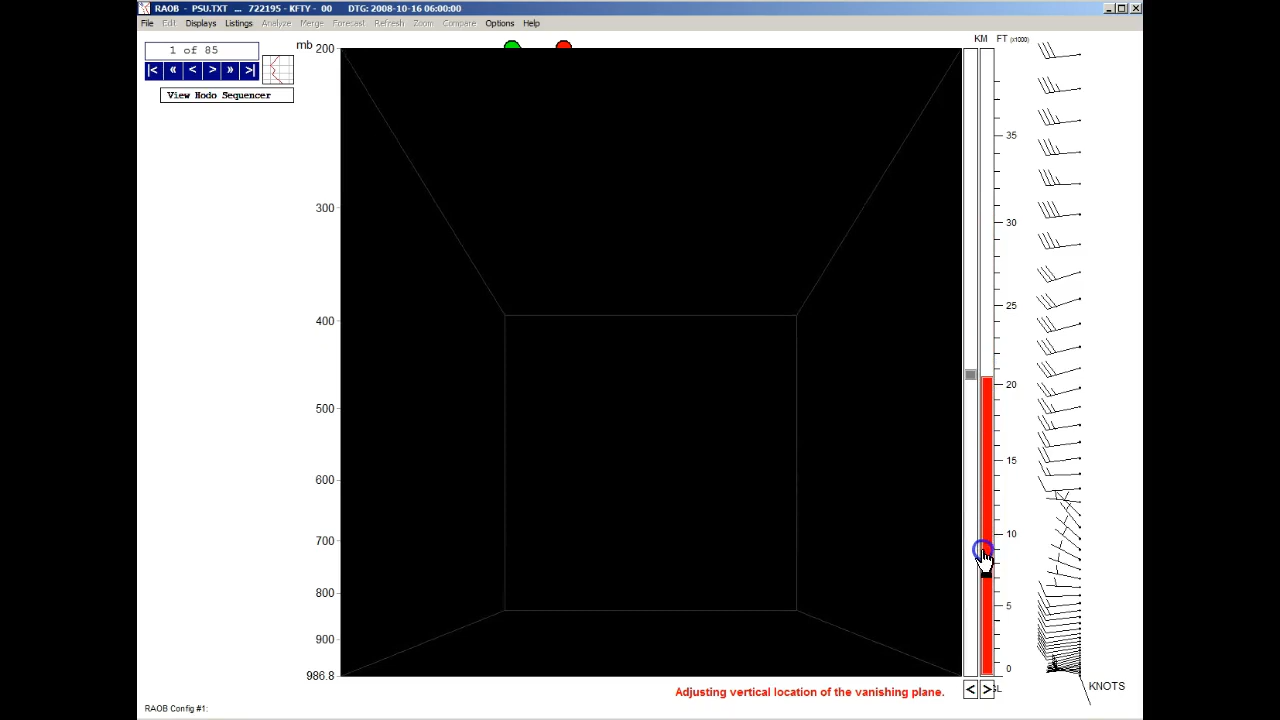 RAOB - PSU.TXT ... 722195 - KFTY - 00 DTG: 2008-10-16 06:00:00
File Edit Displays Listings Analyze Merge Forecast Refresh Zoom Compare Options Help
1 of 85
|< « < > » >|
View Hodo Sequencer
mb
200
300
400
500
600
700
800
900
986.8
KM FT (x1000)
35
30
25
20
15
10
5
0
< >
KNOTS
Adjusting vertical location of the vanishing plane.
RAOB Config #1: